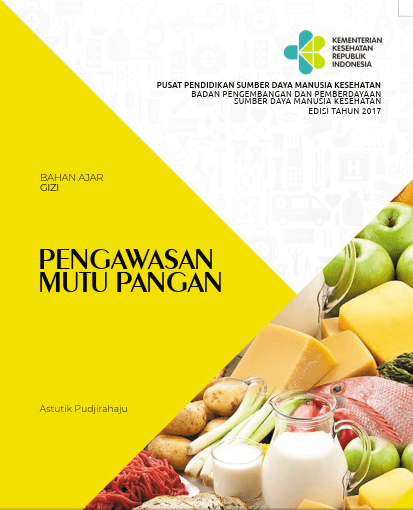 KEMENTERIAN
KESEHATAN
REPUBLIK
INDONESIA
PUSAT PENDIDIKAN SUMBER DAYA MANUSIA KESEHATAN
BADAN PENGEMBANGAN DAN PEMBERDAYAAN
SUMBER DAYA MANUSIA KESEHATAN
EDISI TAHUN 2017
BAHAN AJAR
GIZI
PENGAWASAN
MUTU PANGAN
Astutik Pudjirahaju